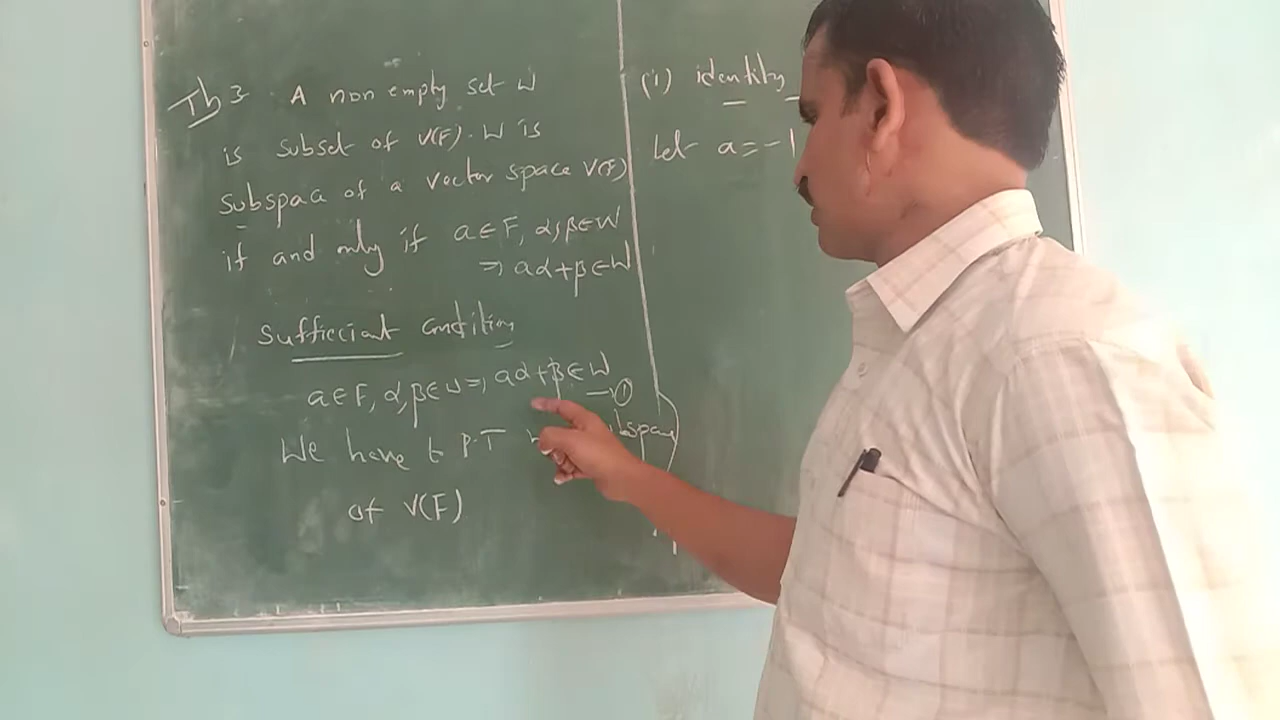 Th 3 A non empty set W
is subset of V(F). W is
subspac of a vector space V(F)
if and only if a∈F, α,β∈W
⇒ aα+β∈W
Sufficient condition
a∈F, α,β∈W ⇒ aα+β∈W
→①
We have to P.T
of V(F)
(i) identity
Let a=-1